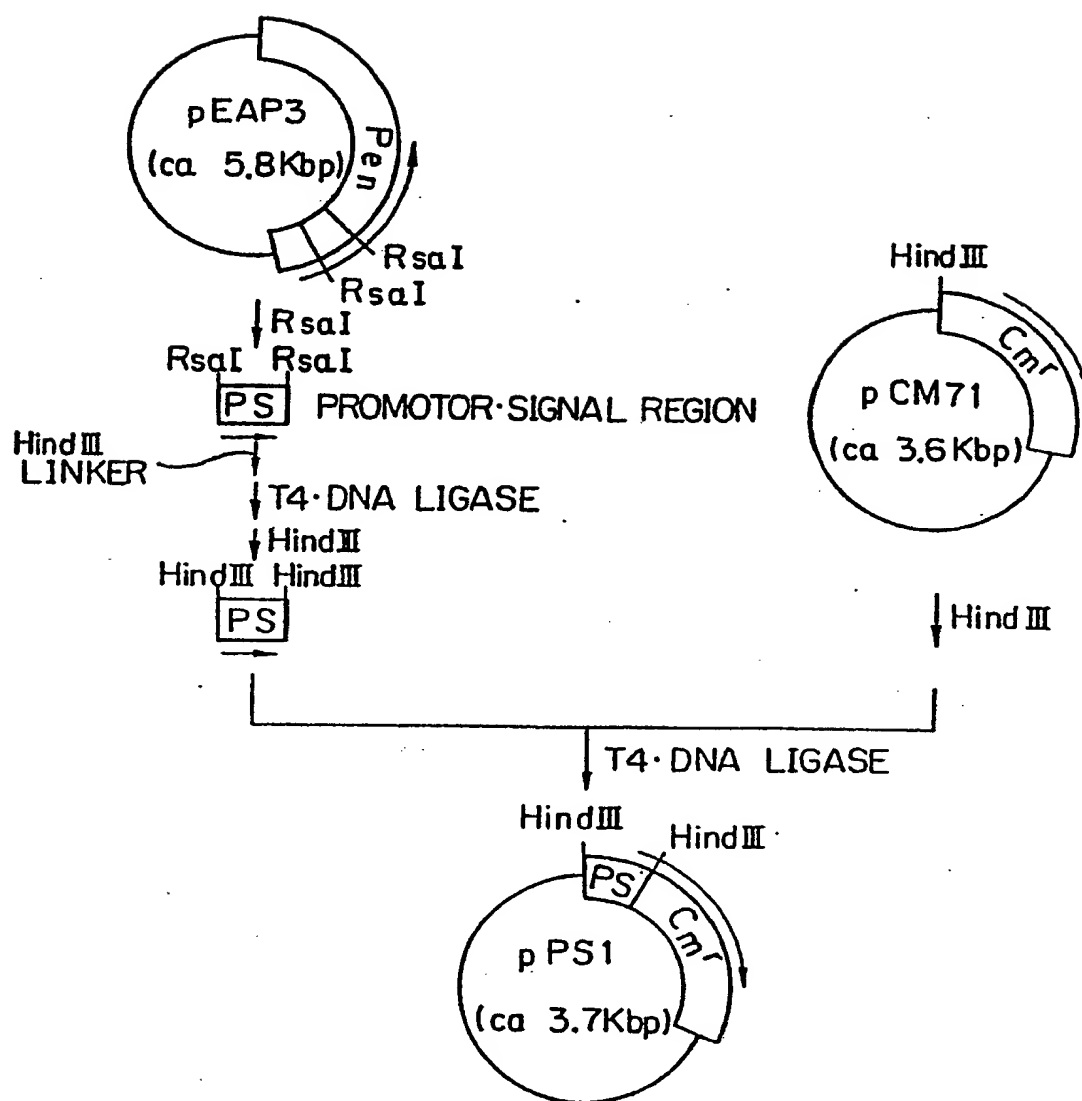 pEAP3
(ca 5.8Kbp)
Pen
RsaI
RsaI
RsaI
RsaI RsaI
PS PROMOTOR·SIGNAL REGION
HindIII
LINKER
T4·DNA LIGASE
HindIII
HindIII HindIII
PS
HindIII
Cmr
pCM71
(ca 3.6Kbp)
HindIII
T4·DNA LIGASE
HindIII
HindIII
PS
Cmr
pPS1
(ca 3.7Kbp)